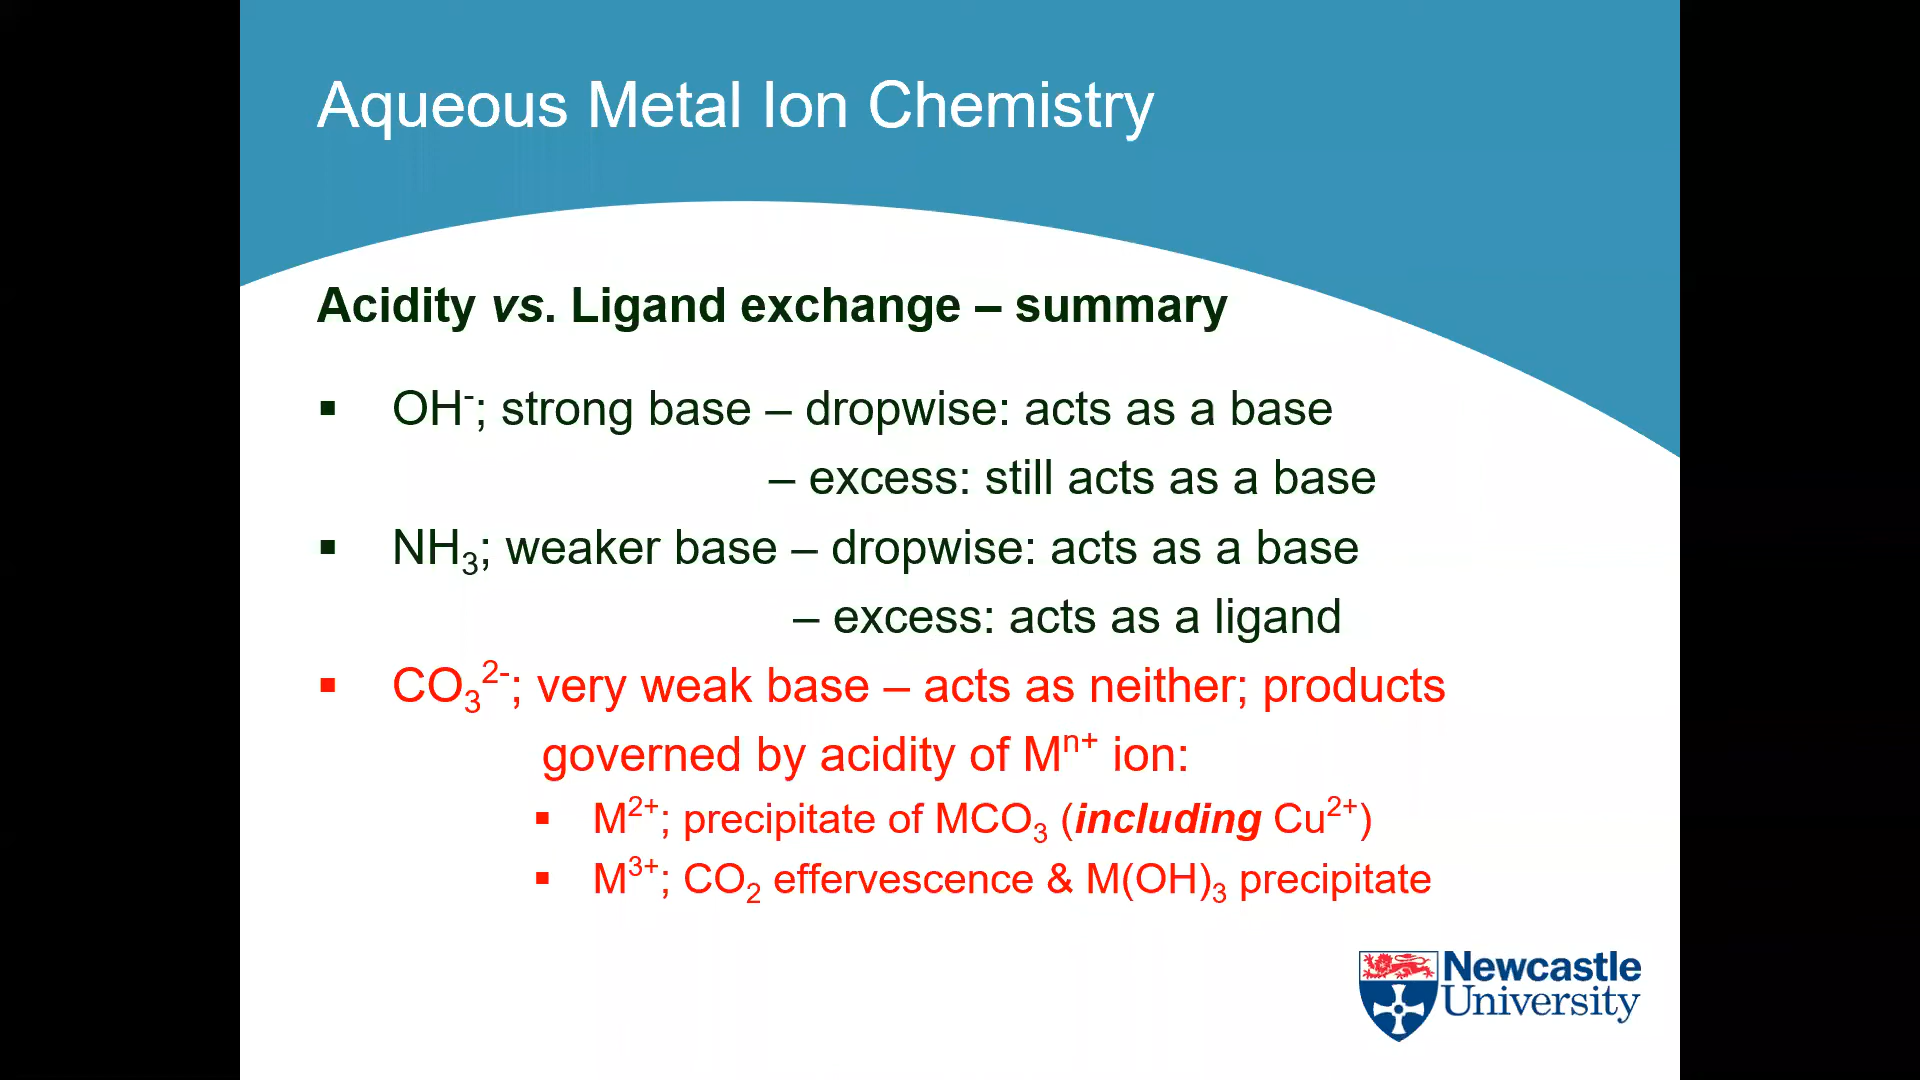 Aqueous Metal Ion Chemistry
Acidity vs. Ligand exchange – summary
▪ OH⁻; strong base – dropwise: acts as a base
– excess: still acts as a base
▪ NH₃; weaker base – dropwise: acts as a base
– excess: acts as a ligand
▪ CO₃²⁻; very weak base – acts as neither; products
governed by acidity of Mⁿ⁺ ion:
▪ M²⁺; precipitate of MCO₃ (including Cu²⁺)
▪ M³⁺; CO₂ effervescence & M(OH)₃ precipitate
Newcastle
University